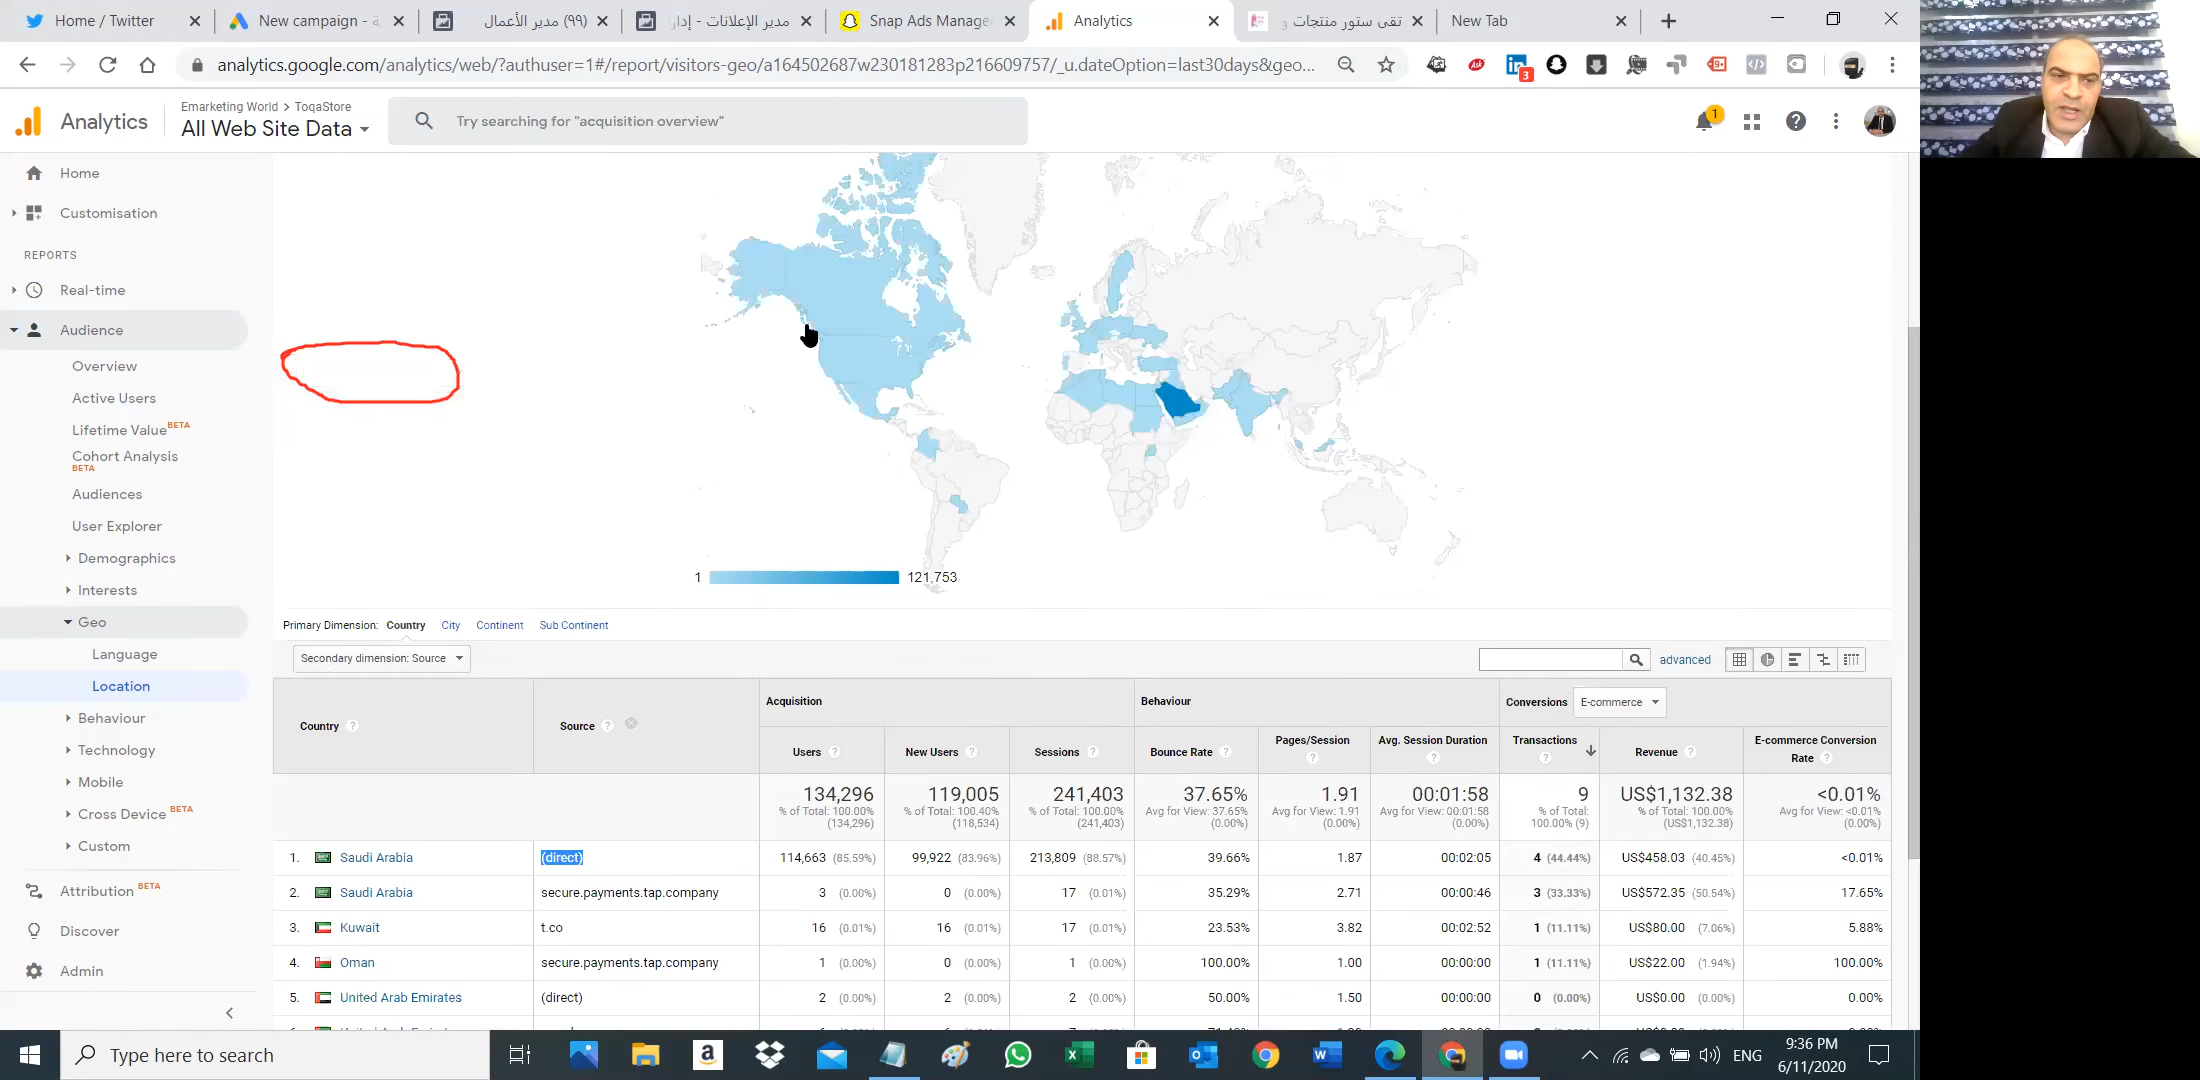 Home / Twitter
New campaign - ة
(٩٩) مدير الأعمال
مدير الإعلانات - إدار
Snap Ads Manage
Analytics
تقى ستور منتجات و
New Tab
analytics.google.com/analytics/web/?authuser=1#/report/visitors-geo/a164502687w230181283p216609757/_u.dateOption=last30days&geo...
3
Analytics
Emarketing World > ToqaStore
All Web Site Data
Try searching for "acquisition overview"
1
Home
Customisation
REPORTS
Real-time
Audience
Overview
Active Users
Lifetime Value BETA
Cohort Analysis
BETA
Audiences
User Explorer
Demographics
Interests
Geo
Language
Location
Behaviour
Technology
Mobile
Cross Device BETA
Custom
Attribution BETA
Discover
Admin
1 121,753
Primary Dimension: Country City Continent Sub Continent
Secondary dimension: Source
advanced
Country
Source
Acquisition
Behaviour
Conversions E-commerce
Users New Users Sessions Bounce Rate Pages/Session Avg. Session Duration Transactions Revenue E-commerce Conversion Rate
134,296 119,005 241,403 37.65% 1.91 00:01:58 9 US$1,132.38 <0.01%
% of Total: 100.00% % of Total: 100.40% % of Total: 100.00% Avg for View: 37.65% Avg for View: 1.91 Avg for View: 00:01:58 % of Total: % of Total: 100.00% Avg for View: <0.01%
(134,296) (118,534) (241,403) (0.00%) (0.00%) (0.00%) 100.00% (9) (US$1,132.38) (0.00%)
1. Saudi Arabia (direct) 114,663 (85.59%) 99,922 (83.96%) 213,809 (88.57%) 39.66% 1.87 00:02:05 4 (44.44%) US$458.03 (40.45%) <0.01%
2. Saudi Arabia secure.payments.tap.company 3 (0.00%) 0 (0.00%) 17 (0.01%) 35.29% 2.71 00:00:46 3 (33.33%) US$572.35 (50.54%) 17.65%
3. Kuwait t.co 16 (0.01%) 16 (0.01%) 17 (0.01%) 23.53% 3.82 00:02:52 1 (11.11%) US$80.00 (7.06%) 5.88%
4. Oman secure.payments.tap.company 1 (0.00%) 0 (0.00%) 1 (0.00%) 100.00% 1.00 00:00:00 1 (11.11%) US$22.00 (1.94%) 100.00%
5. United Arab Emirates (direct) 2 (0.00%) 2 (0.00%) 2 (0.00%) 50.00% 1.50 00:00:00 0 (0.00%) US$0.00 (0.00%) 0.00%
Type here to search
ENG
9:36 PM
6/11/2020